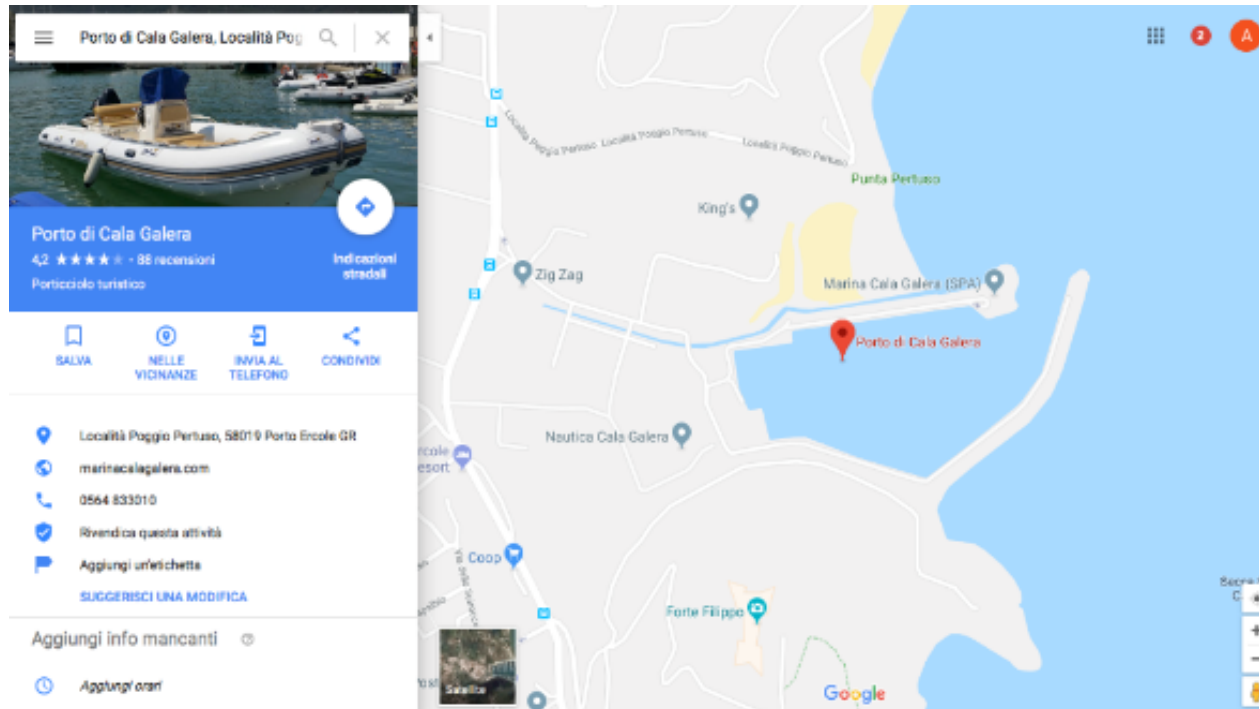 Porto di Cala Galera, Località Pog
2
A
Porto di Cala Galera
4,2 ★★★★★ - 88 recensioni
Porticciolo turistico
Indicazioni
stradali
SALVA
NELLE
VICINANZE
INVIA AL
TELEFONO
CONDIVIDI
Località Poggio Pertuso, 58019 Porto Ercole GR
marinacalagalera.com
0564 833010
Rivendica questa attività
Aggiungi un'etichetta
SUGGERISCI UNA MODIFICA
Aggiungi info mancanti
Aggiungi orari
Località Poggio Pertuso
Località Poggio Pertuso
Località Poggio Pertuso
Punta Pertuso
King's
Zig Zag
Marina Cala Galera (SPA)
Porto di Cala Galera
Nautica Cala Galera
rcole
esort
Coop
Forte Filippo
Satellite
Google